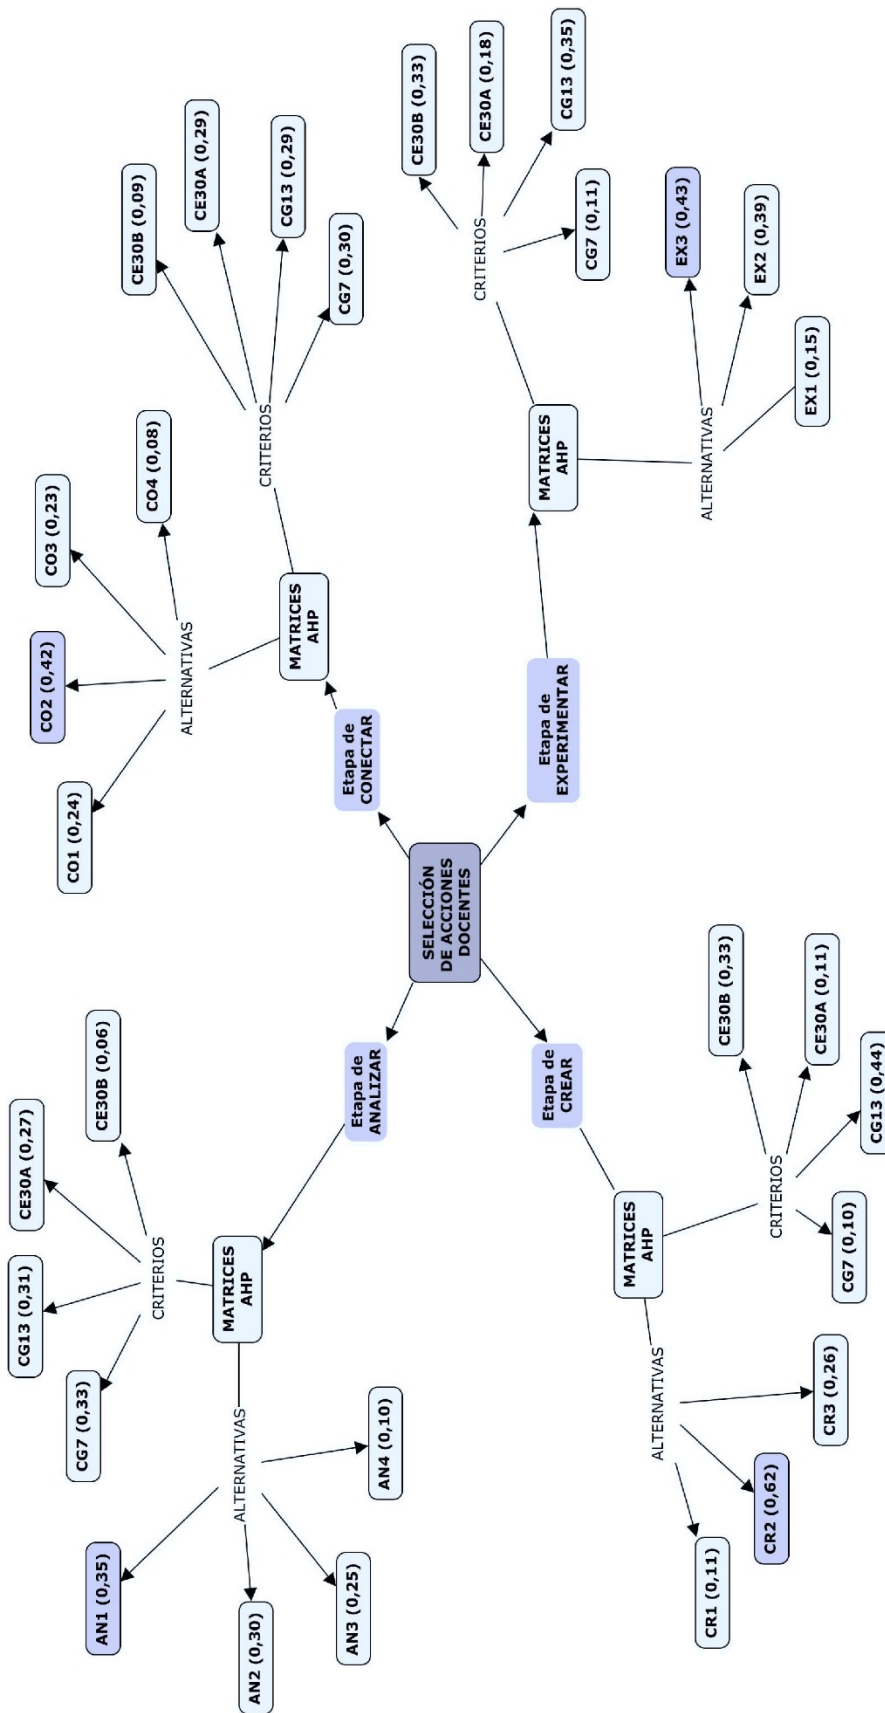 CG7 (0,33)
CG13 (0,31)
CE30A (0,27)
CE30B (0,06)
CRITERIOS
MATRICES
AHP
ALTERNATIVAS
AN1 (0,35)
AN2 (0,30)
AN3 (0,25)
AN4 (0,10)
Etapa de
ANALIZAR
CO1 (0,24)
CO2 (0,42)
CO3 (0,23)
CO4 (0,08)
ALTERNATIVAS
MATRICES
AHP
CRITERIOS
CE30B (0,09)
CE30A (0,29)
CG13 (0,29)
CG7 (0,30)
Etapa de
CONECTAR
SELECCIÓN
DE ACCIONES
DOCENTES
Etapa de
CREAR
MATRICES
AHP
ALTERNATIVAS
CR1 (0,11)
CR2 (0,62)
CR3 (0,26)
CRITERIOS
CE30B (0,33)
CE30A (0,11)
CG13 (0,44)
CG7 (0,10)
Etapa de
EXPERIMENTAR
MATRICES
AHP
CRITERIOS
CE30B (0,33)
CE30A (0,18)
CG13 (0,35)
CG7 (0,11)
ALTERNATIVAS
EX3 (0,43)
EX2 (0,39)
EX1 (0,15)